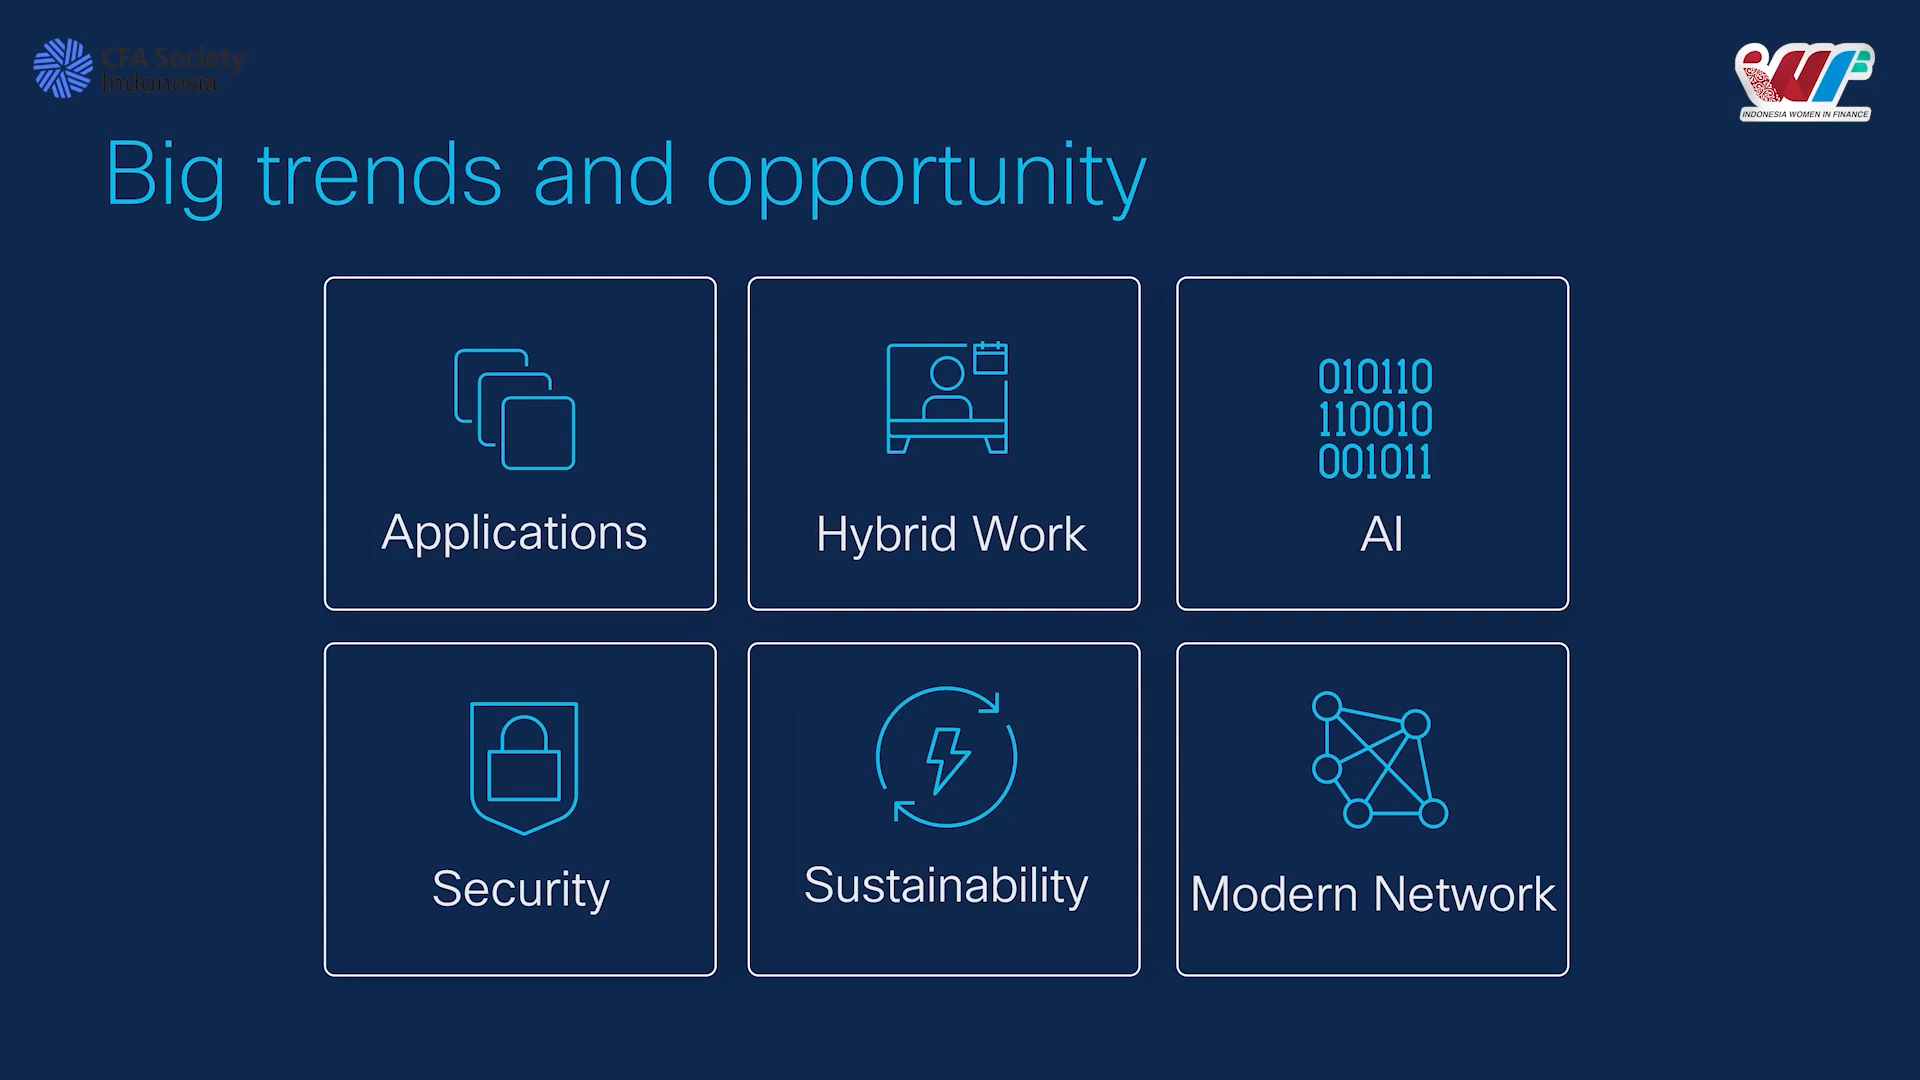 CFA Society
Indonesia
INDONESIA WOMEN IN FINANCE
Big trends and opportunity
010110
110010
001011
Applications
Hybrid Work
AI
Security
Sustainability
Modern Network